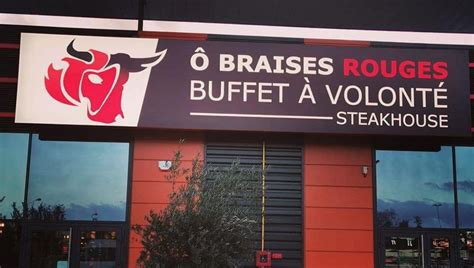 Ô BRAISES ROUGES
BUFFET À VOLONTÉ
STEAKHOUSE